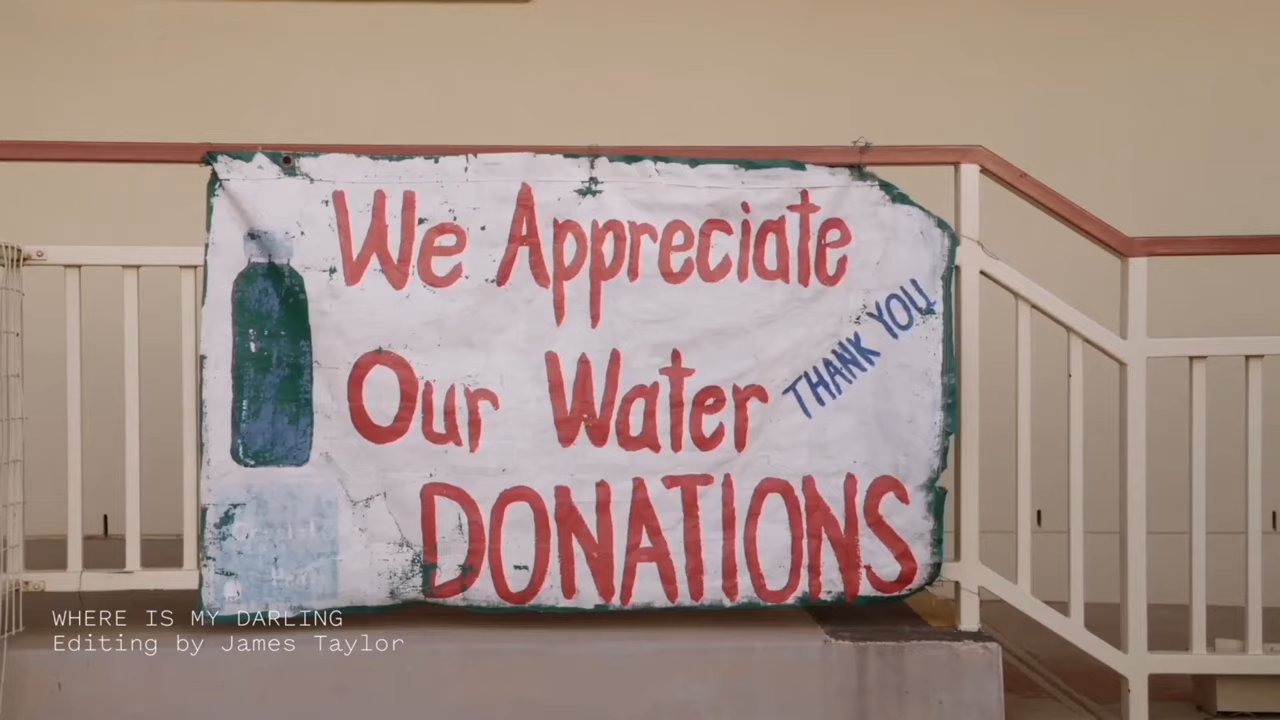 We Appreciate
Our Water
THANK YOU
DONATIONS
WHERE IS MY DARLING
Editing by James Taylor